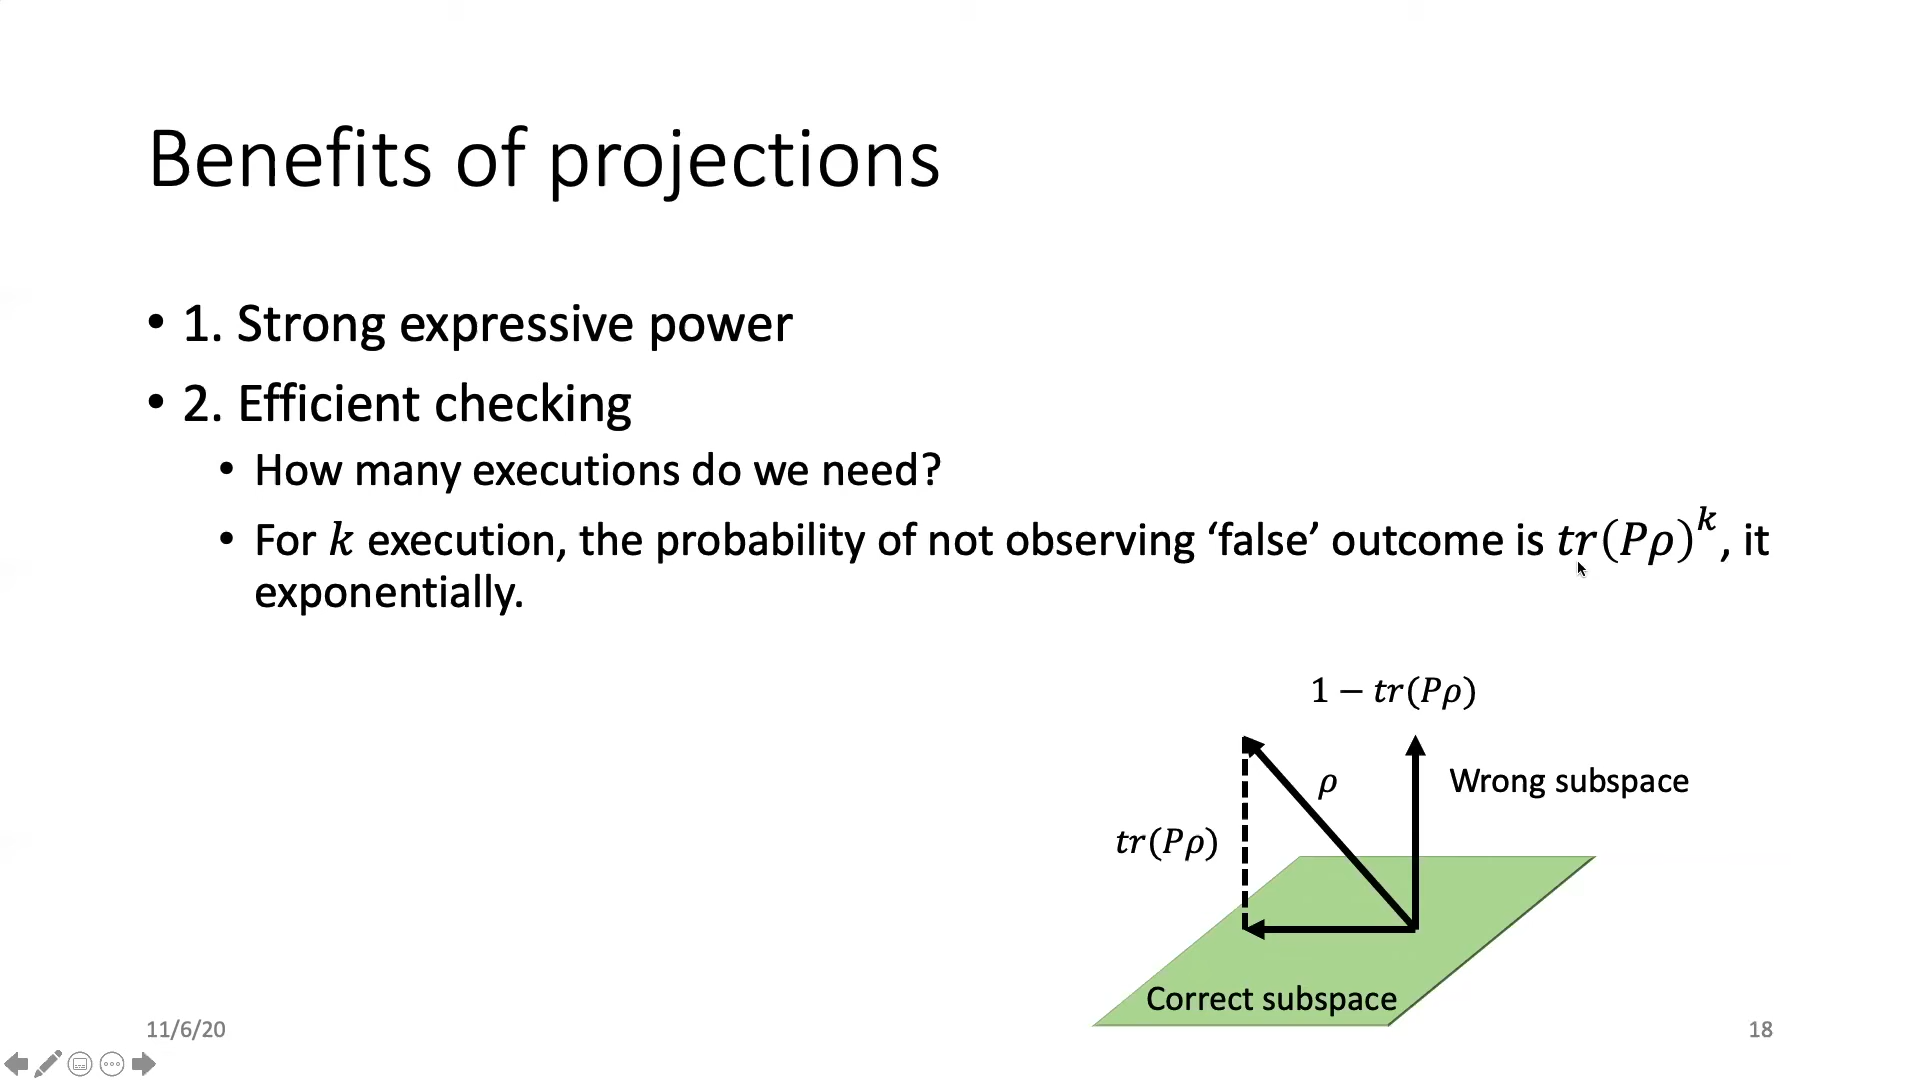 Benefits of projections
• 1. Strong expressive power
• 2. Efficient checking
• How many executions do we need?
• For 𝑘 execution, the probability of not observing ‘false’ outcome is 𝑡𝑟(𝑃𝜌)^𝑘, it
exponentially.
1 − 𝑡𝑟(𝑃𝜌)
𝜌
Wrong subspace
𝑡𝑟(𝑃𝜌)
Correct subspace
11/6/20
18